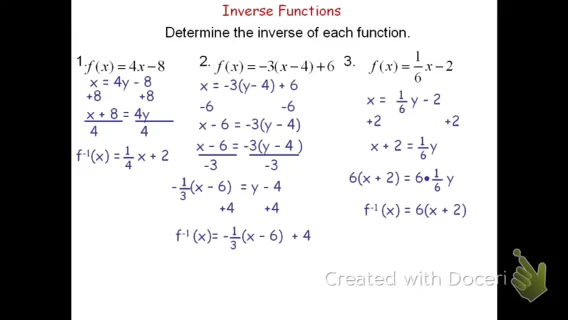 Inverse Functions
Determine the inverse of each function.
1. f(x) = 4x − 8
x = 4y - 8
+8 +8
x + 8 = 4y
4 4
f⁻¹(x) = 1/4 x + 2
2. f(x) = −3(x − 4) + 6
x = -3(y - 4) + 6
-6 -6
x - 6 = -3(y - 4)
x - 6 = -3(y - 4 )
-3 -3
-1/3(x - 6) = y - 4
+4 +4
f⁻¹(x)= -1/3(x - 6) + 4
3. f(x) = 1/6 x − 2
x = 1/6 y - 2
+2 +2
x + 2 = 1/6 y
6(x + 2) = 6•1/6 y
f⁻¹(x) = 6(x + 2)
Created with Doceri